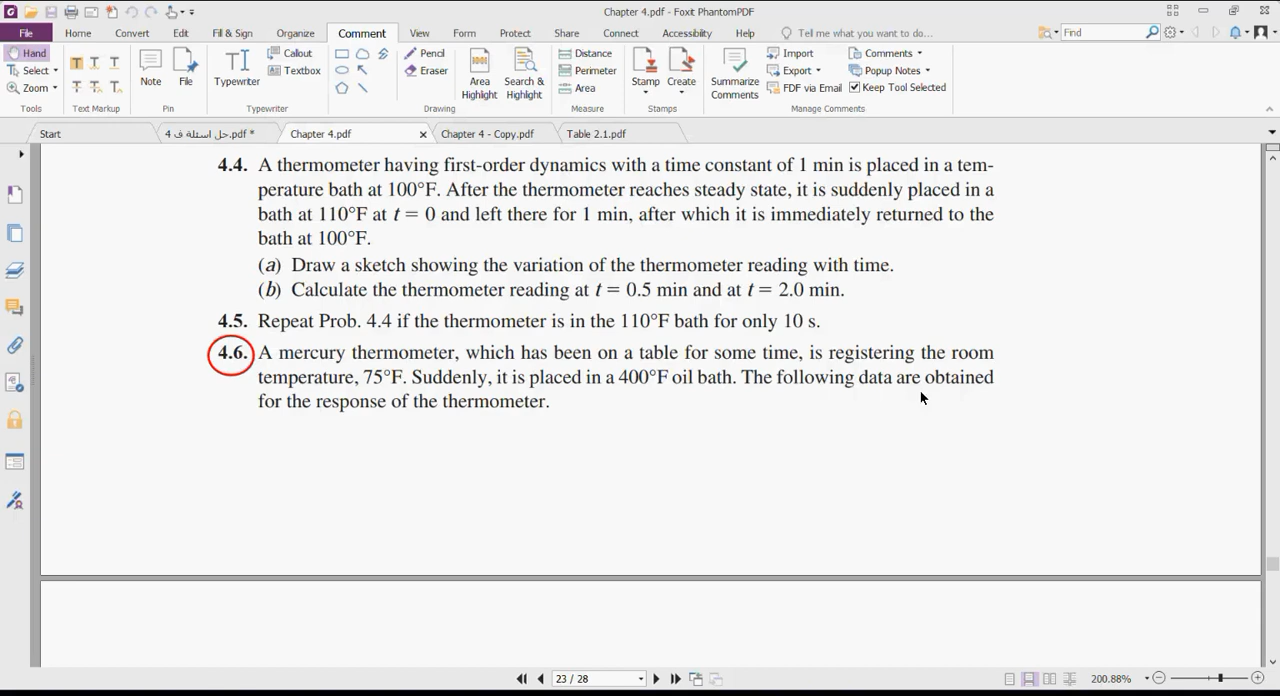 Chapter 4.pdf - Foxit PhantomPDF
File Home Convert Edit Fill & Sign Organize Comment View Form Protect Share Connect Accessibility Help Tell me what you want to do... Find
Hand
Select
Zoom
Tools
Text Markup
Note
File
Pin
Typewriter
Callout
Textbox
Typewriter
Pencil
Eraser
Area Highlight
Search & Highlight
Drawing
Distance
Perimeter
Area
Measure
Stamp
Create
Stamps
Summarize Comments
Import
Export
FDF via Email
Comments
Popup Notes
Keep Tool Selected
Manage Comments
Start حل اسئلة ف 4.pdf * Chapter 4.pdf Chapter 4 - Copy.pdf Table 2.1.pdf
4.4. A thermometer having first-order dynamics with a time constant of 1 min is placed in a tem-
perature bath at 100°F. After the thermometer reaches steady state, it is suddenly placed in a
bath at 110°F at t = 0 and left there for 1 min, after which it is immediately returned to the
bath at 100°F.
(a) Draw a sketch showing the variation of the thermometer reading with time.
(b) Calculate the thermometer reading at t = 0.5 min and at t = 2.0 min.
4.5. Repeat Prob. 4.4 if the thermometer is in the 110°F bath for only 10 s.
4.6. A mercury thermometer, which has been on a table for some time, is registering the room
temperature, 75°F. Suddenly, it is placed in a 400°F oil bath. The following data are obtained
for the response of the thermometer.
23 / 28
200.88%